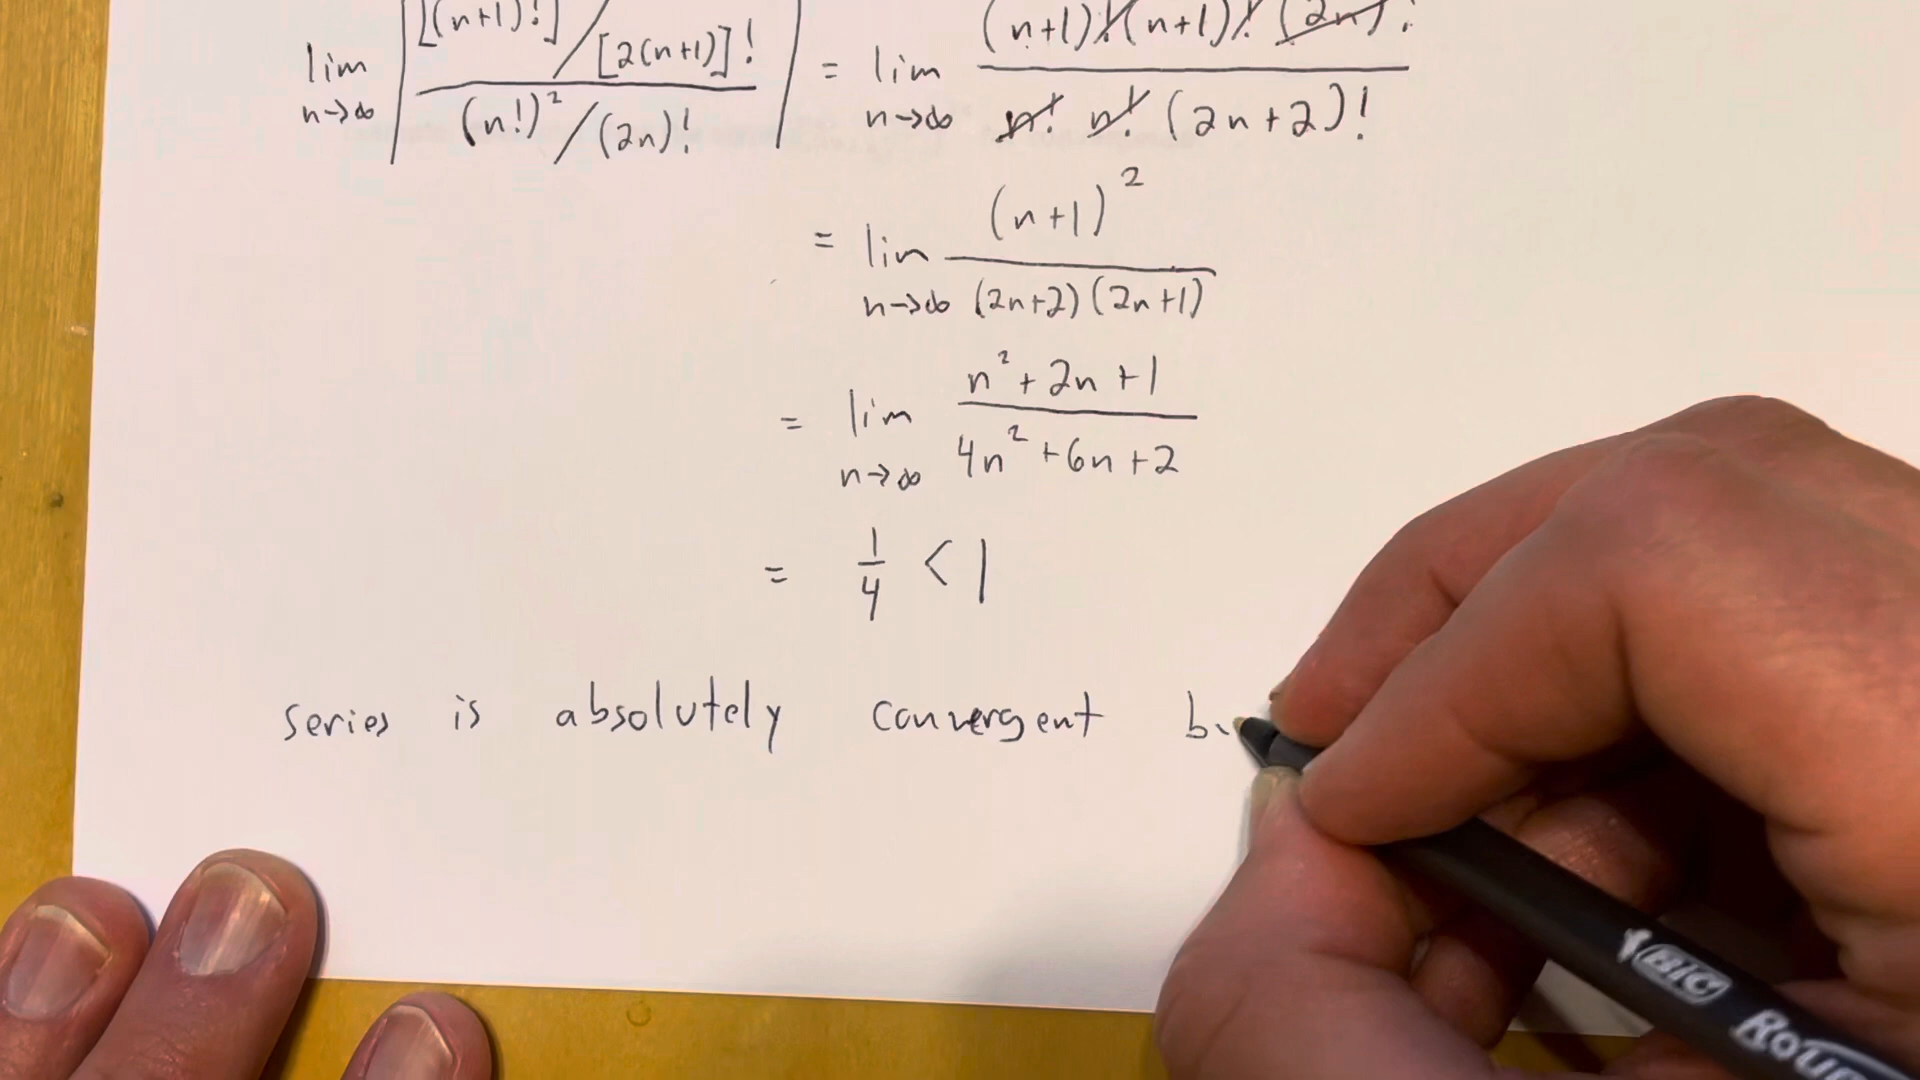 lim n→∞ | [(n+1)!] / [2(n+1)]! / (n!)² / (2n)! | = lim n→∞ (n+1)! (n+1)! (2n)! / n! n! (2n+2)!
= lim n→∞ (n+1)² / (2n+2)(2n+1)
= lim n→∞ n² + 2n + 1 / 4n² + 6n + 2
= 1/4 < 1
series is absolutely convergent
BIC